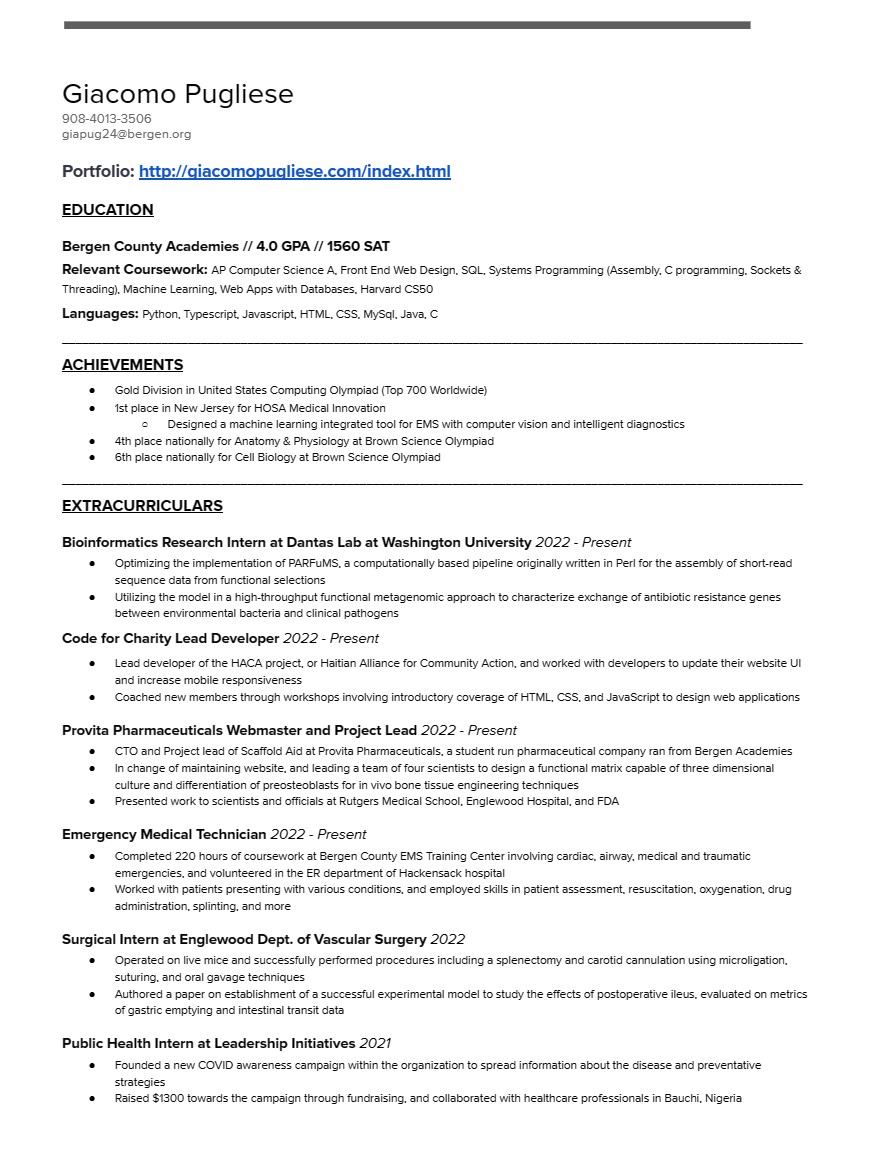 Giacomo Pugliese
908-4013-3506
giapug24@bergen.org
Portfolio: http://giacomopugliese.com/index.html
EDUCATION
Bergen County Academies // 4.0 GPA // 1560 SAT
Relevant Coursework: AP Computer Science A, Front End Web Design, SQL, Systems Programming (Assembly, C programming, Sockets &
Threading), Machine Learning, Web Apps with Databases, Harvard CS50
Languages: Python, Typescript, Javascript, HTML, CSS, MySql, Java, C
ACHIEVEMENTS
● Gold Division in United States Computing Olympiad (Top 700 Worldwide)
● 1st place in New Jersey for HOSA Medical Innovation
○ Designed a machine learning integrated tool for EMS with computer vision and intelligent diagnostics
● 4th place nationally for Anatomy & Physiology at Brown Science Olympiad
● 6th place nationally for Cell Biology at Brown Science Olympiad
EXTRACURRICULARS
Bioinformatics Research Intern at Dantas Lab at Washington University 2022 - Present
● Optimizing the implementation of PARFuMS, a computationally based pipeline originally written in Perl for the assembly of short-read
sequence data from functional selections
● Utilizing the model in a high-throughput functional metagenomic approach to characterize exchange of antibiotic resistance genes
between environmental bacteria and clinical pathogens
Code for Charity Lead Developer 2022 - Present
● Lead developer of the HACA project, or Haitian Alliance for Community Action, and worked with developers to update their website UI
and increase mobile responsiveness
● Coached new members through workshops involving introductory coverage of HTML, CSS, and JavaScript to design web applications
Provita Pharmaceuticals Webmaster and Project Lead 2022 - Present
● CTO and Project lead of Scaffold Aid at Provita Pharmaceuticals, a student run pharmaceutical company ran from Bergen Academies
● In change of maintaining website, and leading a team of four scientists to design a functional matrix capable of three dimensional
culture and differentiation of preosteoblasts for in vivo bone tissue engineering techniques
● Presented work to scientists and officials at Rutgers Medical School, Englewood Hospital, and FDA
Emergency Medical Technician 2022 - Present
● Completed 220 hours of coursework at Bergen County EMS Training Center involving cardiac, airway, medical and traumatic
emergencies, and volunteered in the ER department of Hackensack hospital
● Worked with patients presenting with various conditions, and employed skills in patient assessment, resuscitation, oxygenation, drug
administration, splinting, and more
Surgical Intern at Englewood Dept. of Vascular Surgery 2022
● Operated on live mice and successfully performed procedures including a splenectomy and carotid cannulation using microligation,
suturing, and oral gavage techniques
● Authored a paper on establishment of a successful experimental model to study the effects of postoperative ileus, evaluated on metrics
of gastric emptying and intestinal transit data
Public Health Intern at Leadership Initiatives 2021
● Founded a new COVID awareness campaign within the organization to spread information about the disease and preventative
strategies
● Raised $1300 towards the campaign through fundraising, and collaborated with healthcare professionals in Bauchi, Nigeria